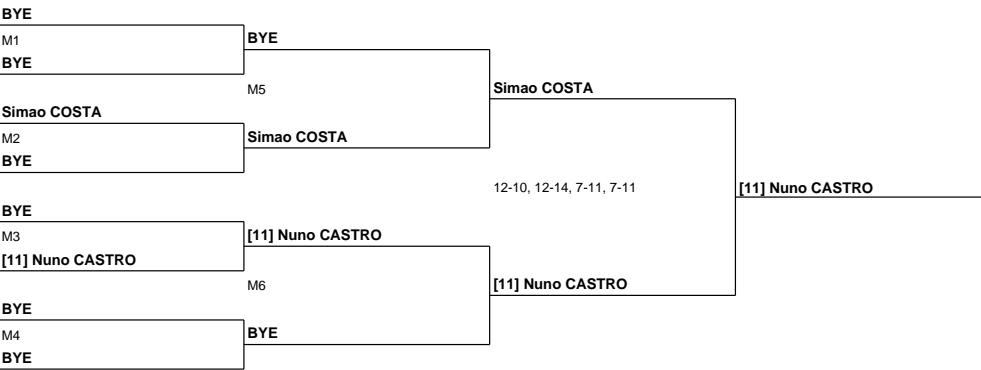 BYE
M1
BYE
BYE
M5
Simao COSTA
Simao COSTA
M2
Simao COSTA
BYE
12-10, 12-14, 7-11, 7-11
[11] Nuno CASTRO
BYE
M3
[11] Nuno CASTRO
[11] Nuno CASTRO
M6
[11] Nuno CASTRO
BYE
M4
BYE
BYE